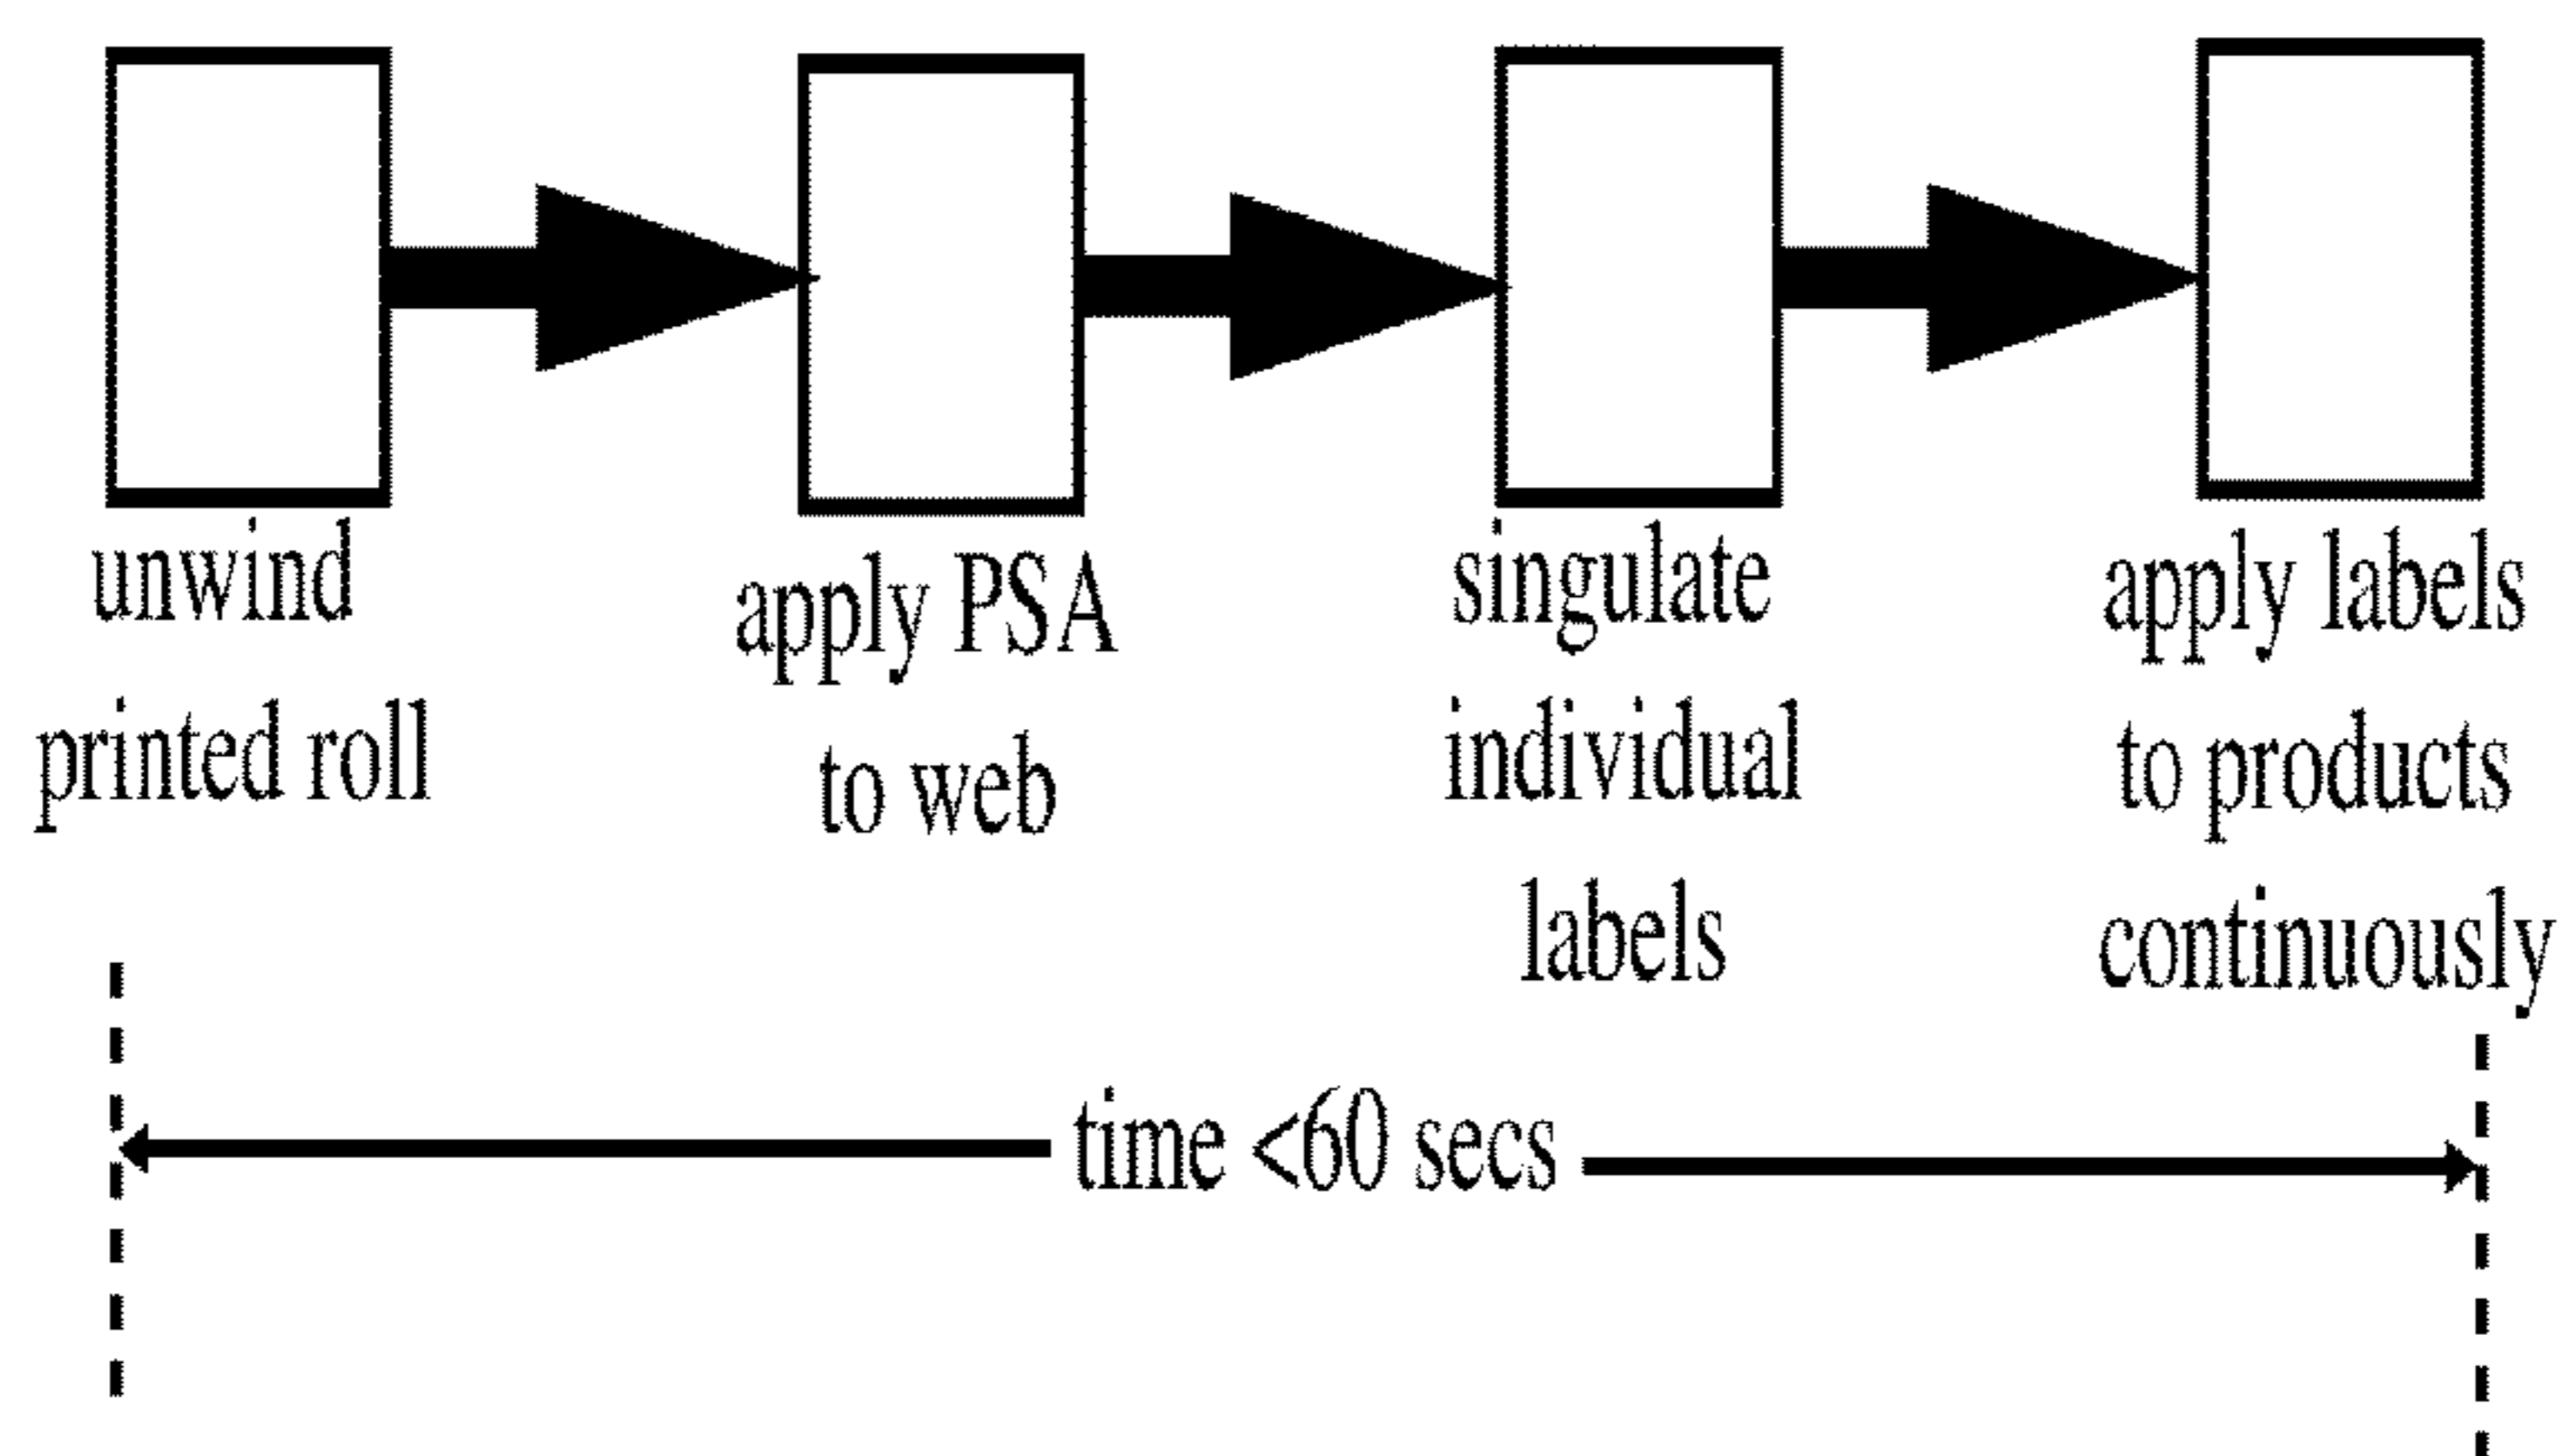 unwind
printed roll
apply PSA
to web
singulate
individual
labels
apply labels
to products
continuously
time <60 secs